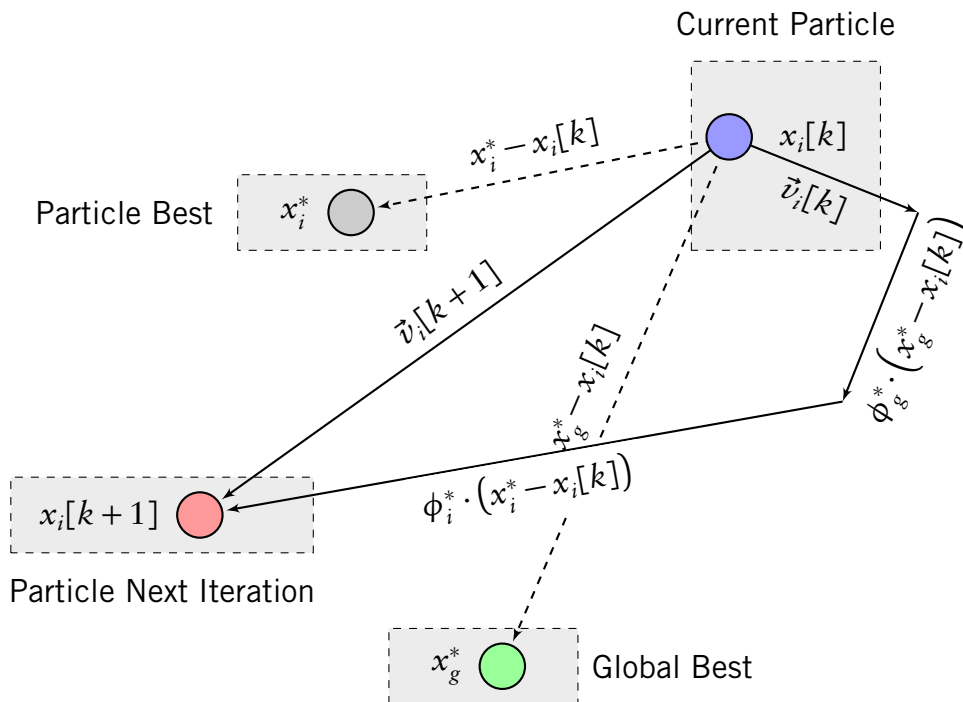 Current Particle
x_i^* − x_i[k]
x_i[k]
Particle Best
x_i^*
v⃗_i[k]
v⃗_i[k + 1]
x_g^* − x_i[k]
ϕ_g^* · (x_g^* − x_i[k])
ϕ_i^* · (x_i^* − x_i[k])
x_i[k + 1]
Particle Next Iteration
x_g^*
Global Best